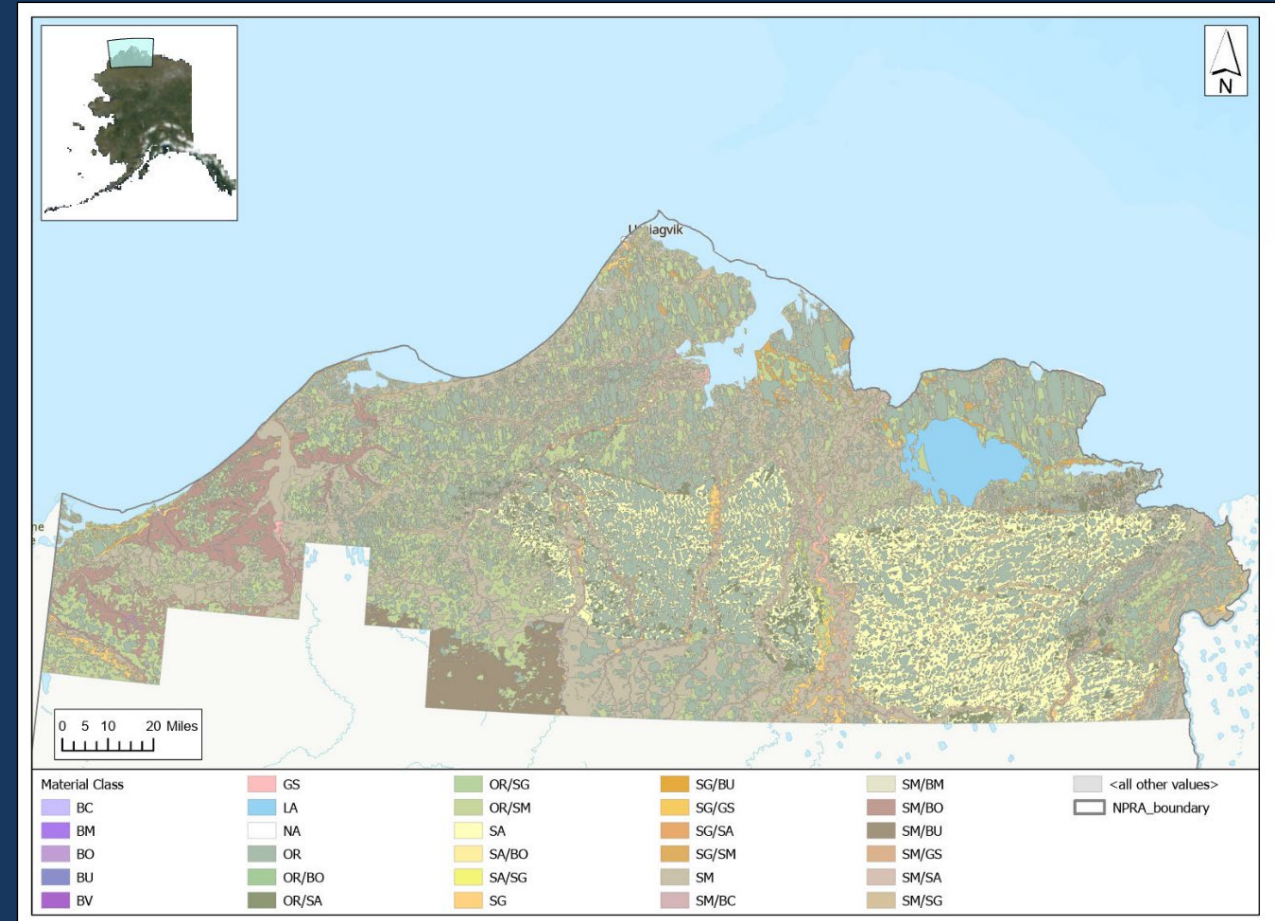 N
U iagvik
ne
0 5 10 20 Miles
Material Class
BC
BM
BO
BU
BV
GS
LA
NA
OR
OR/BO
OR/SA
OR/SG
OR/SM
SA
SA/BO
SA/SG
SG
SG/BU
SG/GS
SG/SA
SG/SM
SM
SM/BC
SM/BM
SM/BO
SM/BU
SM/GS
SM/SA
SM/SG
<all other values>
NPRA_boundary